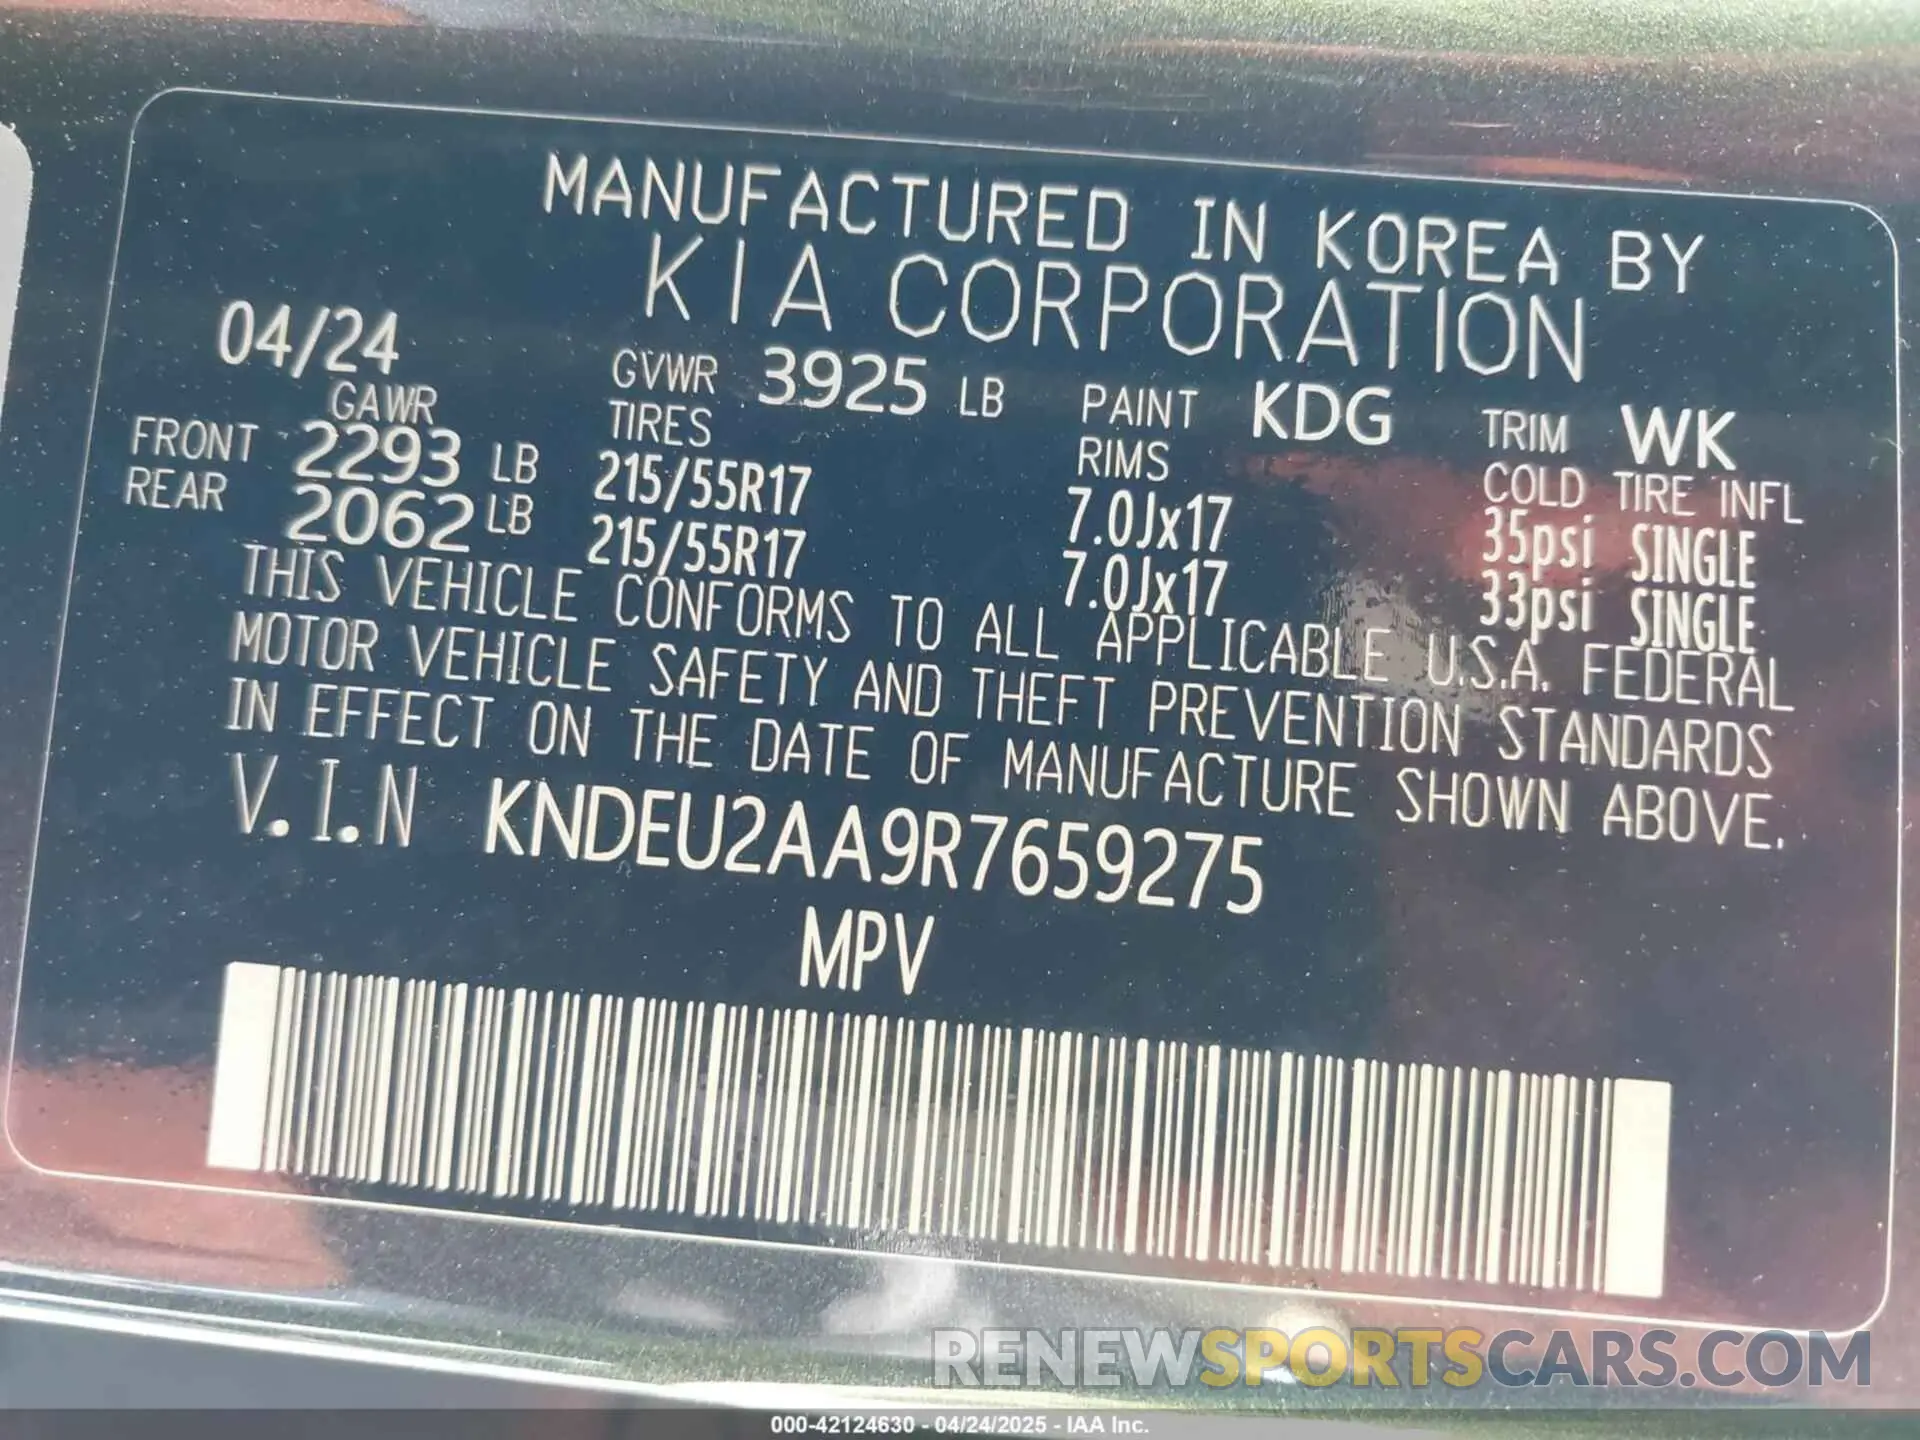 MANUFACTURED IN KOREA BY
KIA CORPORATION
04/24 GVWR 3925 LB PAINT KDG TRIM WK
GAWR TIRES RIMS COLD TIRE INFL
FRONT 2293 LB 215/55R17 7.0Jx17 35psi SINGLE
REAR 2062 LB 215/55R17 7.0Jx17 33psi SINGLE
THIS VEHICLE CONFORMS TO ALL APPLICABLE U.S.A. FEDERAL
MOTOR VEHICLE SAFETY AND THEFT PREVENTION STANDARDS
IN EFFECT ON THE DATE OF MANUFACTURE SHOWN ABOVE.
V.I.N KNDEU2AA9R7659275
MPV
RENEWSPORTSCARS.COM
000-42124630 - 04/24/2025 - IAA Inc.